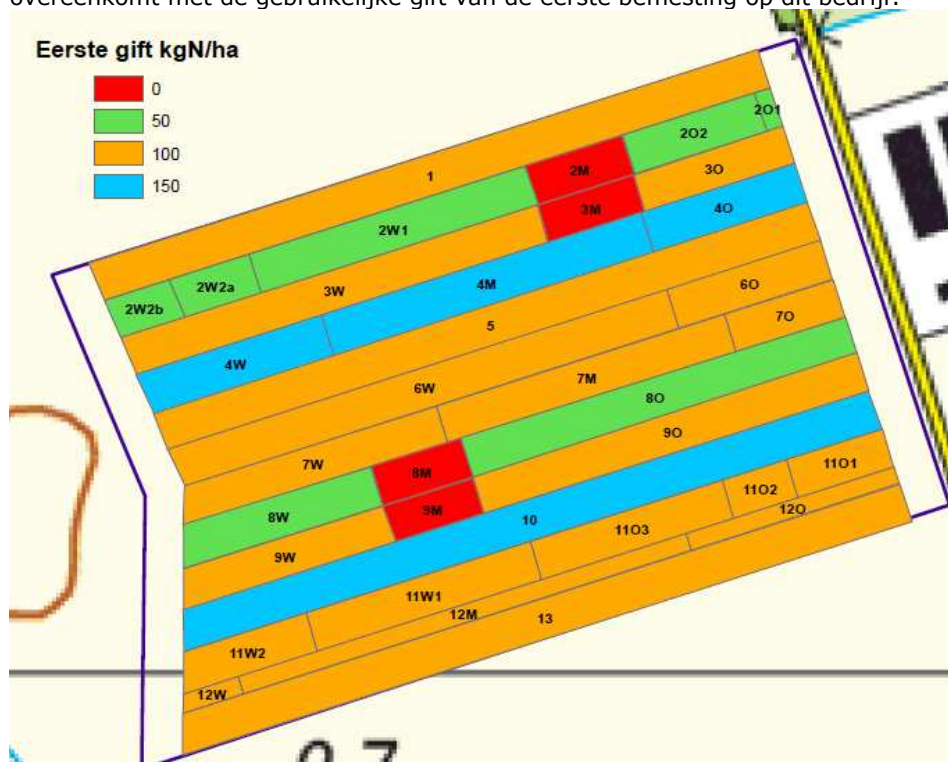 overeenkomt met de gebruikelijke gift van de eerste bemesting op dit bedrijf.
Eerste gift kgN/ha
0
50
100
150
1
2O1
2O2
2M
2W1
2W2a
2W2b
3O
3M
3W
4O
4M
4W
5
6O
6W
7O
7M
7W
8O
8M
8W
9O
9M
9W
10
11O1
11O2
11O3
11W1
11W2
12O
12M
12W
13
0.7